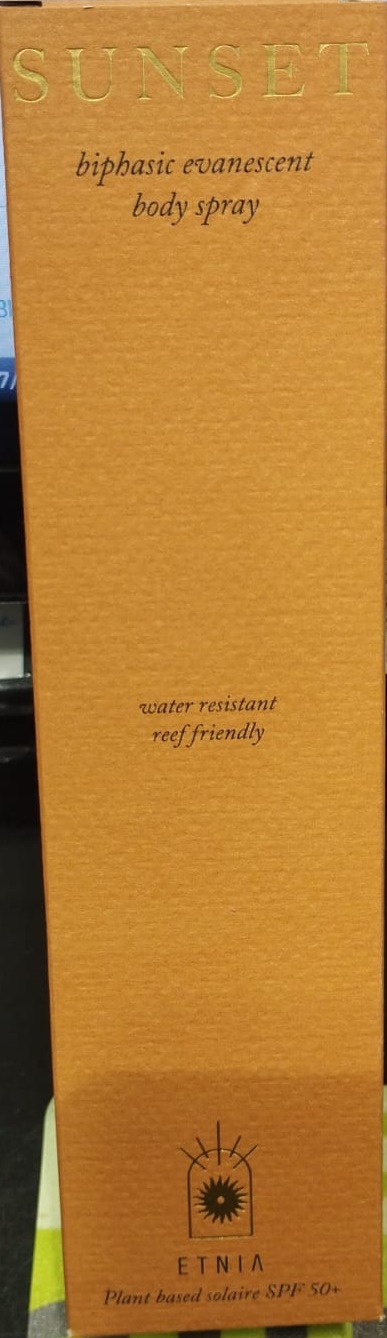 SUNSET
biphasic evanescent
body spray
water resistant
reef friendly
ETNIA
Plant based solaire SPF 50+